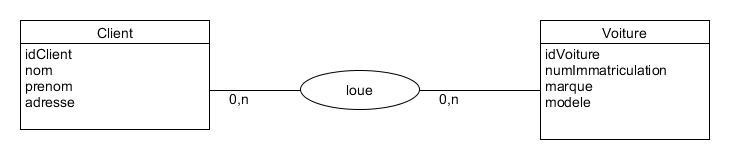 Client
idClient
nom
prenom
adresse
0,n
loue
0,n
Voiture
idVoiture
numImmatriculation
marque
modele